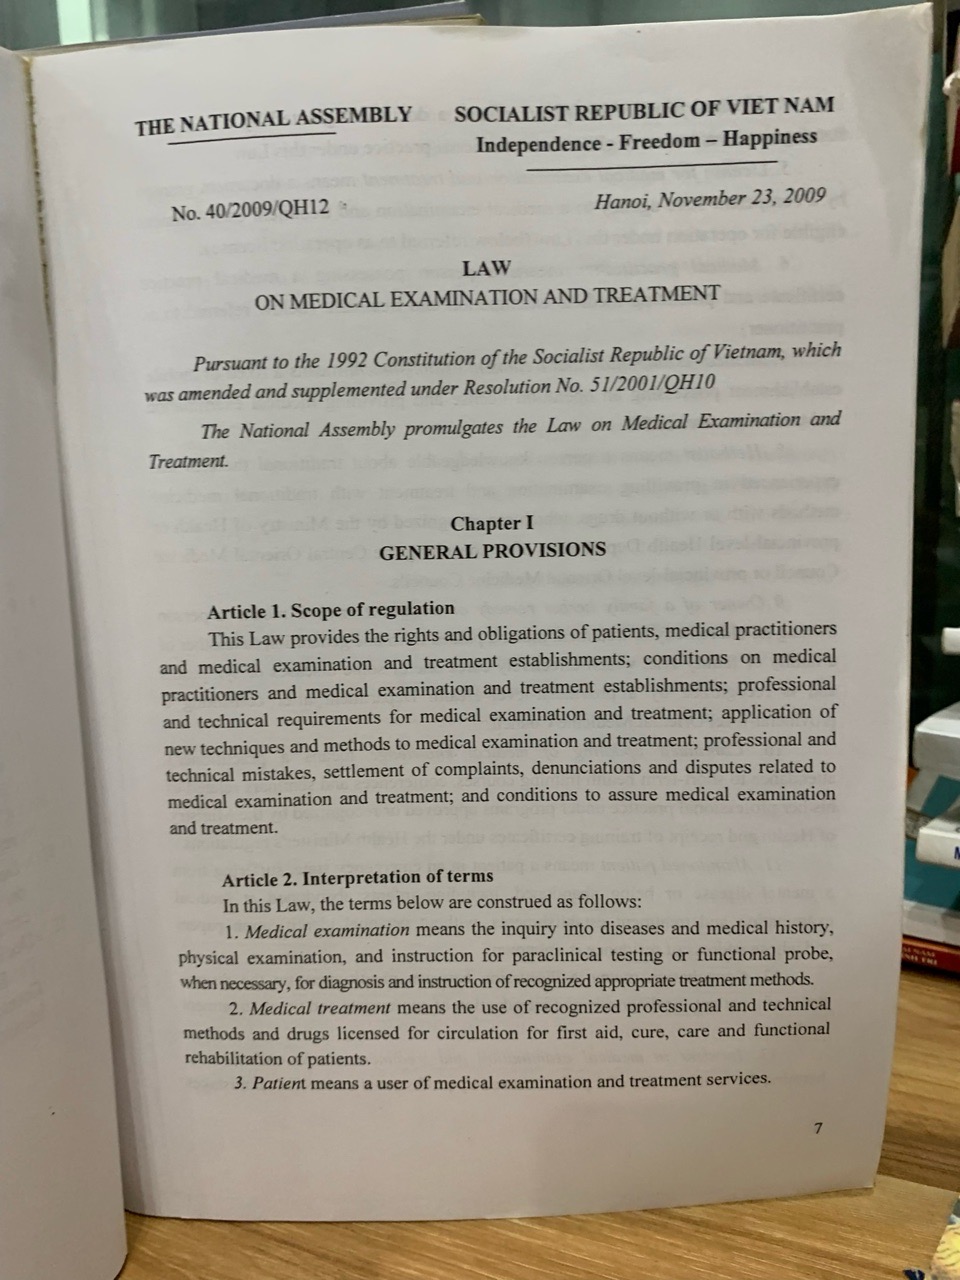 THE NATIONAL ASSEMBLY
SOCIALIST REPUBLIC OF VIET NAM
Independence - Freedom – Happiness
No. 40/2009/QH12
Hanoi, November 23, 2009
LAW
ON MEDICAL EXAMINATION AND TREATMENT
Pursuant to the 1992 Constitution of the Socialist Republic of Vietnam, which
was amended and supplemented under Resolution No. 51/2001/QH10
The National Assembly promulgates the Law on Medical Examination and
Treatment.
Chapter I
GENERAL PROVISIONS
Article 1. Scope of regulation
This Law provides the rights and obligations of patients, medical practitioners
and medical examination and treatment establishments; conditions on medical
practitioners and medical examination and treatment establishments; professional
and technical requirements for medical examination and treatment; application of
new techniques and methods to medical examination and treatment; professional and
technical mistakes, settlement of complaints, denunciations and disputes related to
medical examination and treatment; and conditions to assure medical examination
and treatment.
Article 2. Interpretation of terms
In this Law, the terms below are construed as follows:
1. Medical examination means the inquiry into diseases and medical history,
physical examination, and instruction for paraclinical testing or functional probe,
when necessary, for diagnosis and instruction of recognized appropriate treatment methods.
2. Medical treatment means the use of recognized professional and technical
methods and drugs licensed for circulation for first aid, cure, care and functional
rehabilitation of patients.
3. Patient means a user of medical examination and treatment services.
7